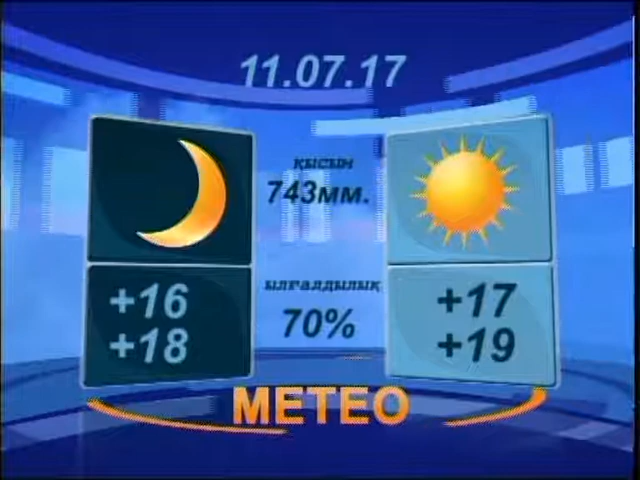 11.07.17
қысым
743мм.
ылғалдылық
70%
+16
+18
+17
+19
МЕТЕО